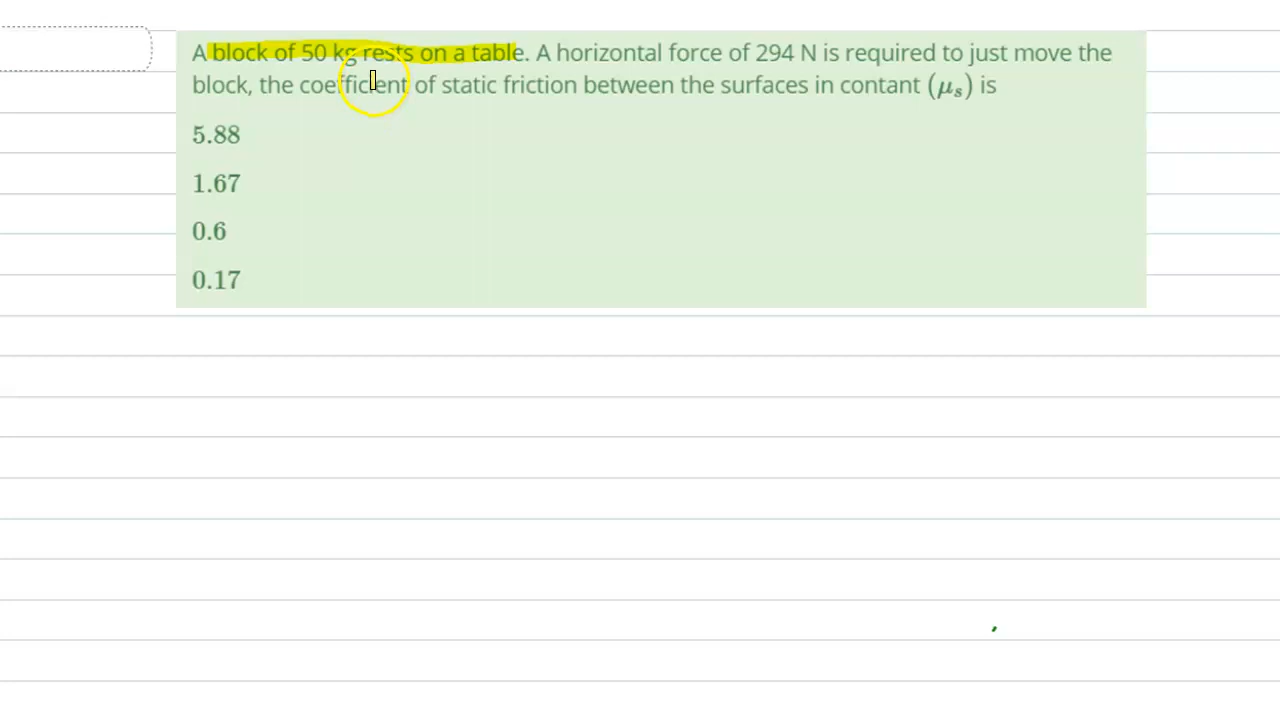 A block of 50 kg rests on a table. A horizontal force of 294 N is required to just move the
block, the coefficient of static friction between the surfaces in contant (μₛ) is
5.88
1.67
0.6
0.17